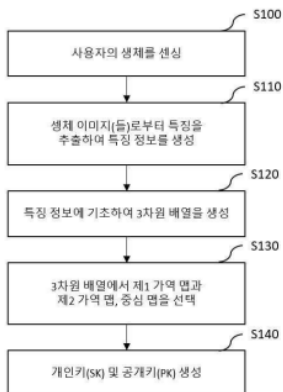 S100
사용자의 생체를 센싱
S110
생체 이미지(들)로부터 특징을
추출하여 특징 정보를 생성
S120
특징 정보에 기초하여 3차원 배열을 생성
S130
3차원 배열에서 제1 가역 맵과
제2 가역 맵, 중심 맵을 선택
S140
개인키(SK) 및 공개키(PK) 생성